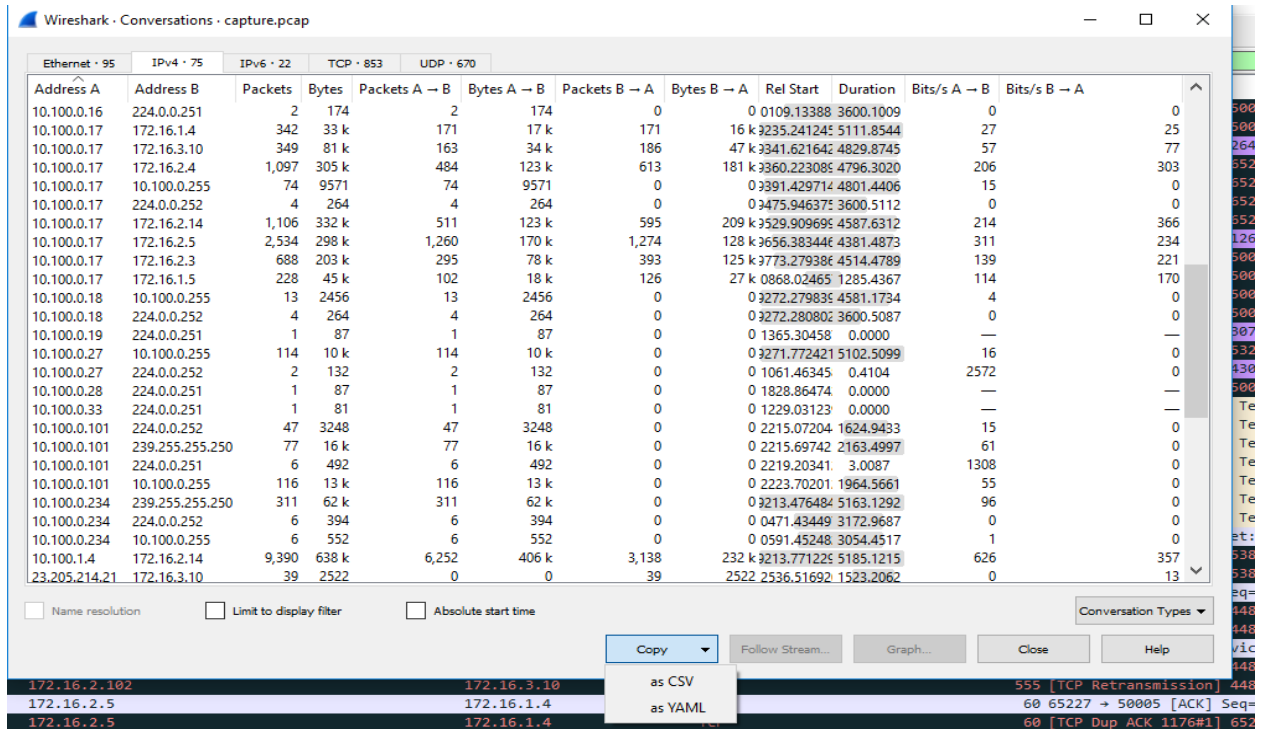 Wireshark · Conversations · capture.pcap
Ethernet · 95 IPv4 · 75 IPv6 · 22 TCP · 853 UDP · 670
Address A Address B Packets Bytes Packets A → B Bytes A → B Packets B → A Bytes B → A Rel Start Duration Bits/s A → B Bits/s B → A
10.100.0.16 224.0.0.251 2 174 2 174 0 0 0109.13388 3600.1009 0 0
10.100.0.17 172.16.1.4 342 33 k 171 17 k 171 16 k 5111.8544 27 25
10.100.0.17 172.16.3.10 349 81 k 163 34 k 186 47 k 4829.8745 57 77
10.100.0.17 172.16.2.4 1,097 305 k 484 123 k 613 181 k 4796.3020 206 303
10.100.0.17 10.100.0.255 74 9571 74 9571 0 0 4801.4406 15 0
10.100.0.17 224.0.0.252 4 264 4 264 0 0 3600.5112 0 0
10.100.0.17 172.16.2.14 1,106 332 k 511 123 k 595 209 k 4587.6312 214 366
10.100.0.17 172.16.2.5 2,534 298 k 1,260 170 k 1,274 128 k 4381.4873 311 234
10.100.0.17 172.16.2.3 688 203 k 295 78 k 393 125 k 4514.4789 139 221
10.100.0.17 172.16.1.5 228 45 k 102 18 k 126 27 k 0868.02465 1285.4367 114 170
10.100.0.18 10.100.0.255 13 2456 13 2456 0 0 4581.1734 4 0
10.100.0.18 224.0.0.252 4 264 4 264 0 0 3600.5087 0 0
10.100.0.19 224.0.0.251 1 87 1 87 0 0 1365.30458 0.0000 — —
10.100.0.27 10.100.0.255 114 10 k 114 10 k 0 0 5102.5099 16 0
10.100.0.27 224.0.0.252 2 132 2 132 0 0 1061.46345 0.4104 2572 0
10.100.0.28 224.0.0.251 1 87 1 87 0 0 1828.86474 0.0000 — —
10.100.0.33 224.0.0.251 1 81 1 81 0 0 1229.03123 0.0000 — —
10.100.0.101 224.0.0.252 47 3248 47 3248 0 0 2215.07204 1624.9433 15 0
10.100.0.101 239.255.255.250 77 16 k 77 16 k 0 0 2215.69742 2163.4997 61 0
10.100.0.101 224.0.0.251 6 492 6 492 0 0 2219.20341 3.0087 1308 0
10.100.0.101 10.100.0.255 116 13 k 116 13 k 0 0 2223.70201 1964.5661 55 0
10.100.0.234 239.255.255.250 311 62 k 311 62 k 0 0 5163.1292 96 0
10.100.0.234 224.0.0.252 6 394 6 394 0 0 0471.43449 3172.9687 0 0
10.100.0.234 10.100.0.255 6 552 6 552 0 0 0591.45248 3054.4517 1 0
10.100.1.4 172.16.2.14 9,390 638 k 6,252 406 k 3,138 232 k 5185.1215 626 357
23.205.214.21 172.16.3.10 39 2522 0 0 39 2522 2536.51692 1523.2062 0 13
Name resolution Limit to display filter Absolute start time Conversation Types
Copy Follow Stream... Graph... Close Help
as CSV
as YAML
172.16.2.102 172.16.3.10 555 [TCP Retransmission] 448
172.16.2.5 172.16.1.4 60 65227 → 50005 [ACK] Seq=
172.16.2.5 172.16.1.4 TCP 60 [TCP Dup ACK 1176#1] 652